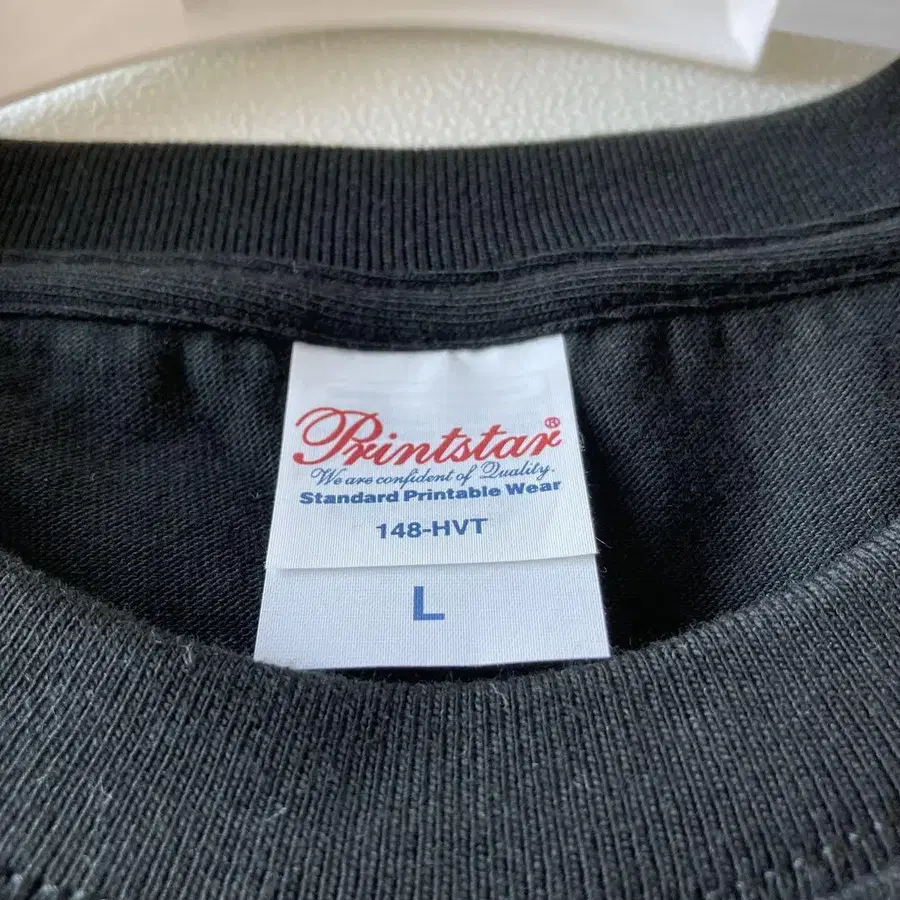 Printstar®
We are confident of Quality.
Standard Printable Wear
148-HVT
L